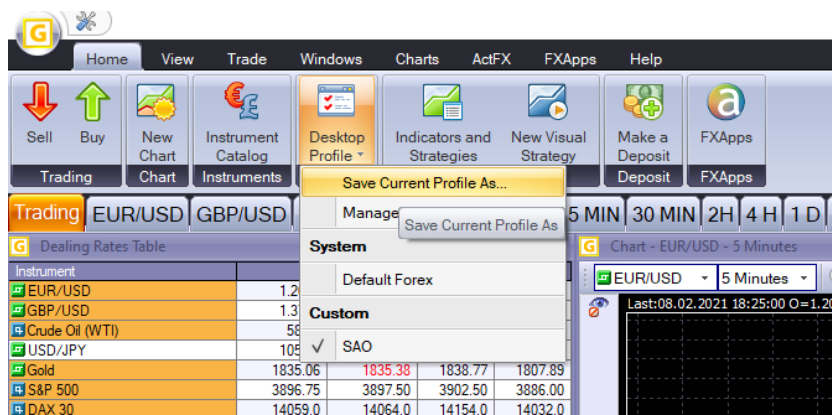 G
Home View Trade Windows Charts ActFX FXApps Help
Sell Buy New Chart Instrument Catalog Desktop Profile Indicators and Strategies New Visual Strategy Make a Deposit FXApps
Trading Chart Instruments Deposit FXApps
Save Current Profile As...
Trading EUR/USD GBP/USD 5 MIN 30 MIN 2H 4 H 1 D
Manage
Save Current Profile As
G Dealing Rates Table
System
G Chart - EUR/USD - 5 Minutes
Instrument
Default Forex
EUR/USD 5 Minutes
EUR/USD
Last:08.02.2021 18:25:00 O=1.20
GBP/USD
Custom
Crude Oil (WTI) 58
USD/JPY 105
SAO
Gold 1835.06 1835.38 1838.77 1807.89
S&P 500 3896.75 3897.50 3902.50 3886.00
DAX 30 14059.0 14064.0 14154.0 14032.0